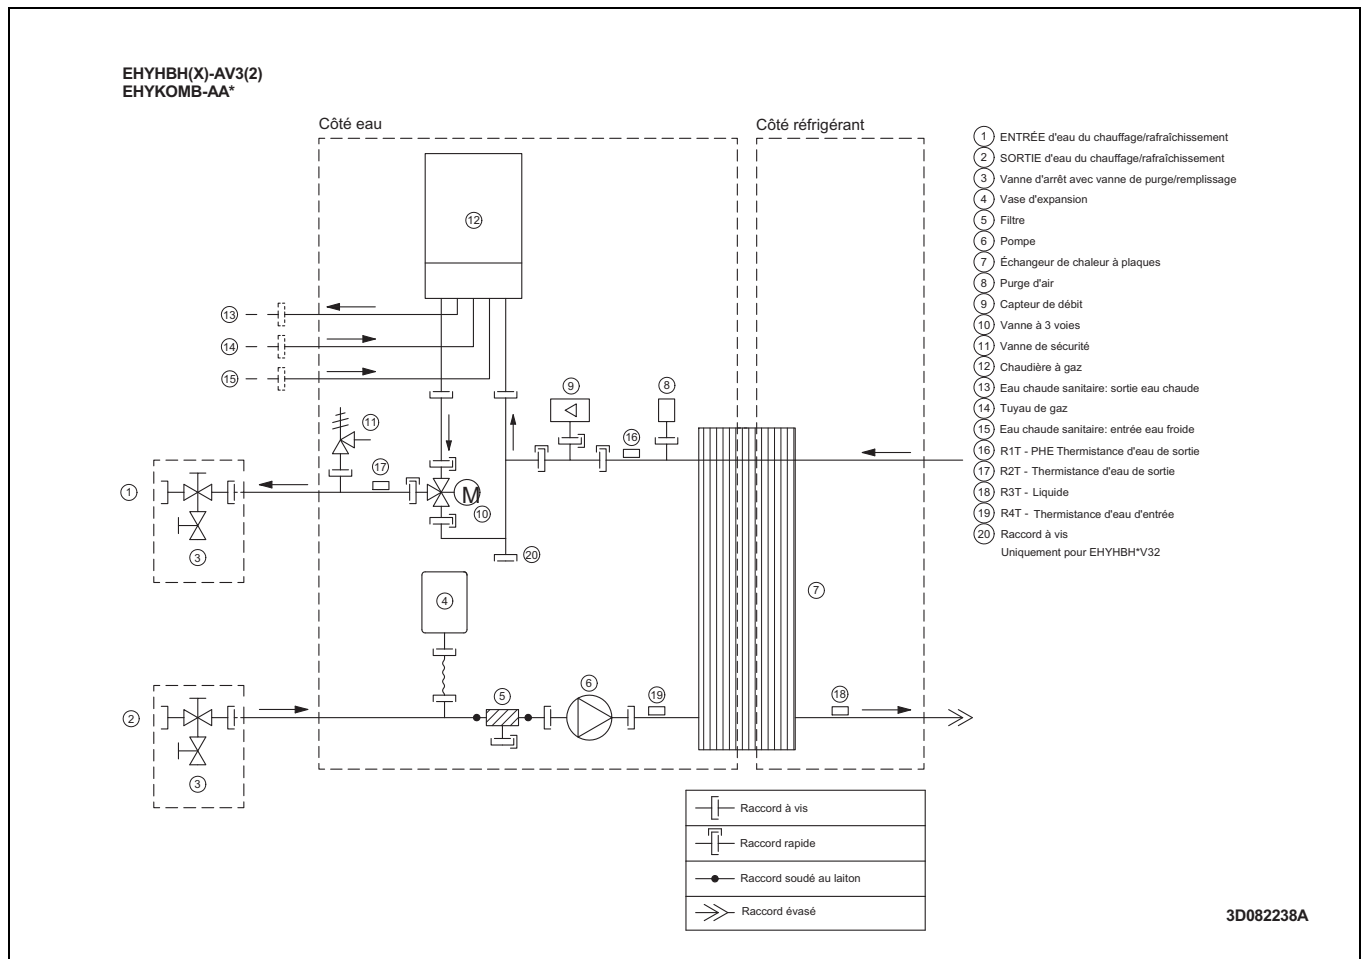 EHYHBH(X)-AV3(2)
EHYKOMB-AA*
Côté eau
Côté réfrigérant
12
13
14
15
9
8
11
16
17
1
M
10
3
20
4
7
2
5
6
19
18
3
1 ENTRÉE d'eau du chauffage/rafraîchissement
2 SORTIE d'eau du chauffage/rafraîchissement
3 Vanne d'arrêt avec vanne de purge/remplissage
4 Vase d'expansion
5 Filtre
6 Pompe
7 Échangeur de chaleur à plaques
8 Purge d'air
9 Capteur de débit
10 Vanne à 3 voies
11 Vanne de sécurité
12 Chaudière à gaz
13 Eau chaude sanitaire: sortie eau chaude
14 Tuyau de gaz
15 Eau chaude sanitaire: entrée eau froide
16 R1T - PHE Thermistance d'eau de sortie
17 R2T - Thermistance d'eau de sortie
18 R3T - Liquide
19 R4T - Thermistance d'eau d'entrée
20 Raccord à vis
Uniquement pour EHYHBH*V32
Raccord à vis
Raccord rapide
Raccord soudé au laiton
Raccord évasé
3D082238A